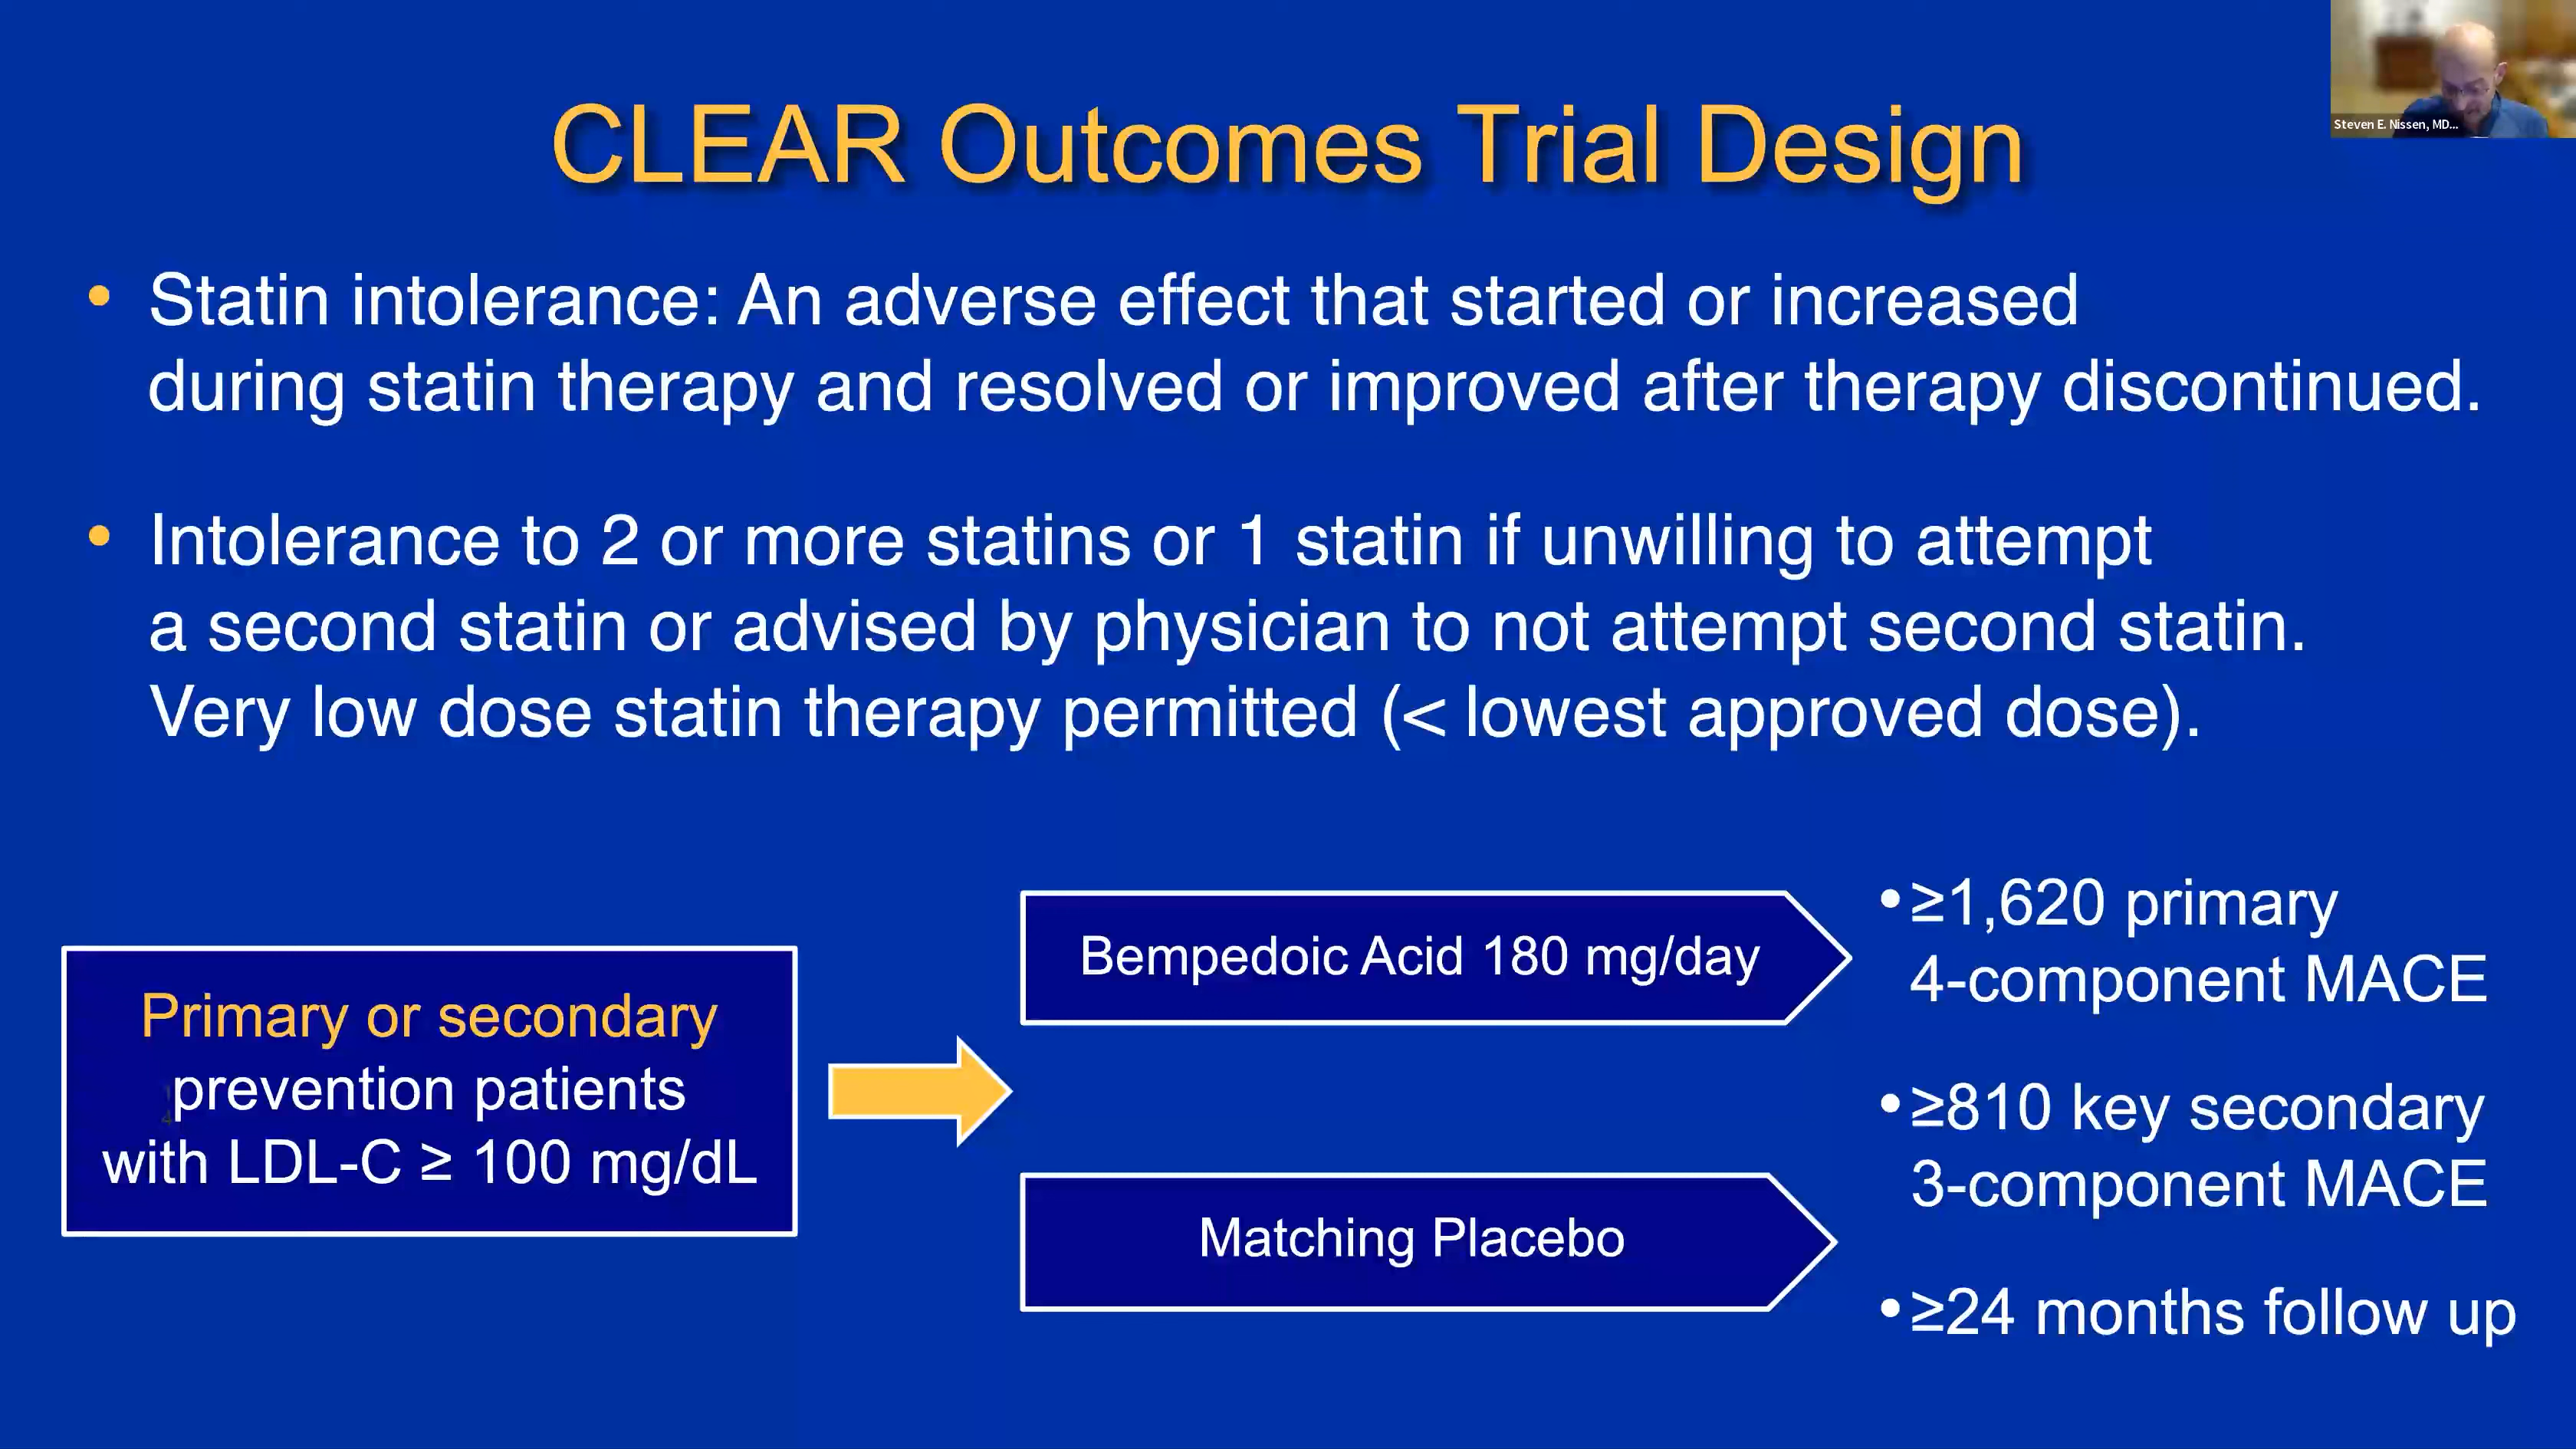 Steven E. Nissen, MD...
CLEAR Outcomes Trial Design
• Statin intolerance: An adverse effect that started or increased
during statin therapy and resolved or improved after therapy discontinued.
• Intolerance to 2 or more statins or 1 statin if unwilling to attempt
a second statin or advised by physician to not attempt second statin.
Very low dose statin therapy permitted (< lowest approved dose).
Primary or secondary
prevention patients
with LDL-C ≥ 100 mg/dL
Bempedoic Acid 180 mg/day
Matching Placebo
•≥1,620 primary
4-component MACE
•≥810 key secondary
3-component MACE
•≥24 months follow up